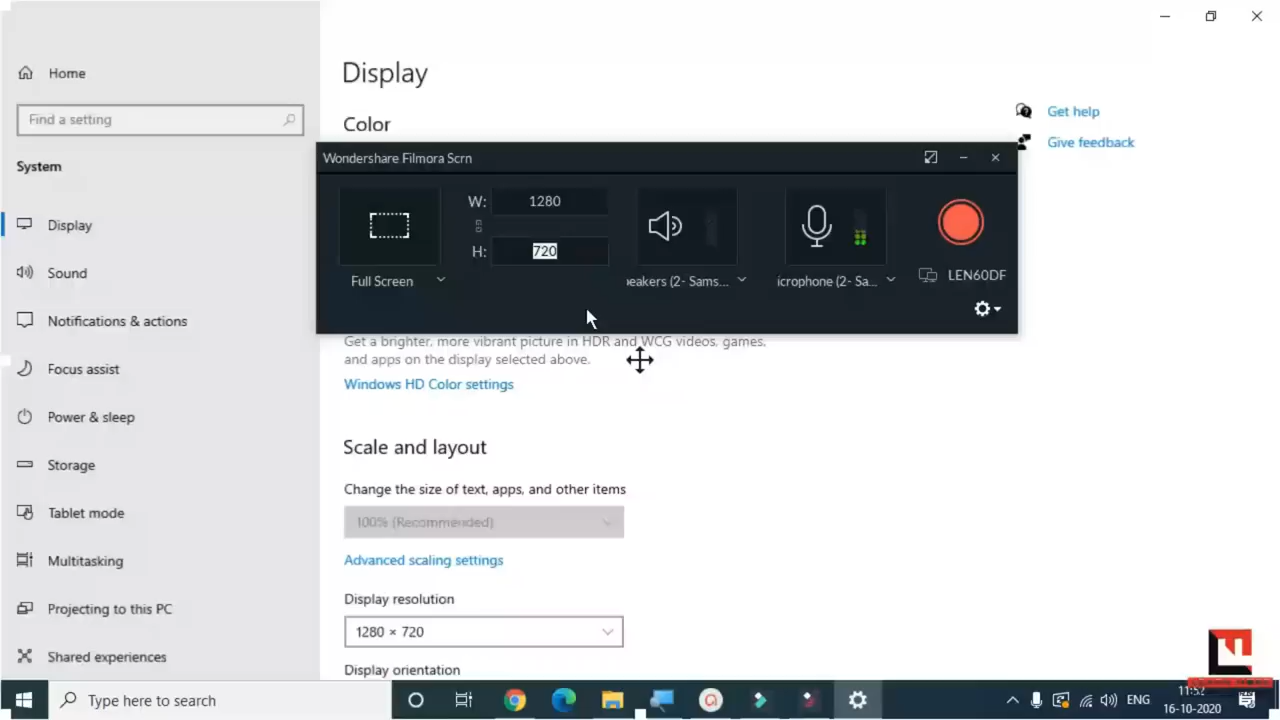 Home
Find a setting
System
Display
Sound
Notifications & actions
Focus assist
Power & sleep
Storage
Tablet mode
Multitasking
Projecting to this PC
Shared experiences
Display
Color
Get help
Give feedback
Wondershare Filmora Scrn
W: 1280
H: 720
Full Screen
eakers (2- Sams...
icrophone (2- Sa...
LEN60DF
Get a brighter, more vibrant picture in HDR and WCG videos, games,
and apps on the display selected above.
Windows HD Color settings
Scale and layout
Change the size of text, apps, and other items
100% (Recommended)
Advanced scaling settings
Display resolution
1280 × 720
Display orientation
Type here to search
ENG
11:52
16-10-2020